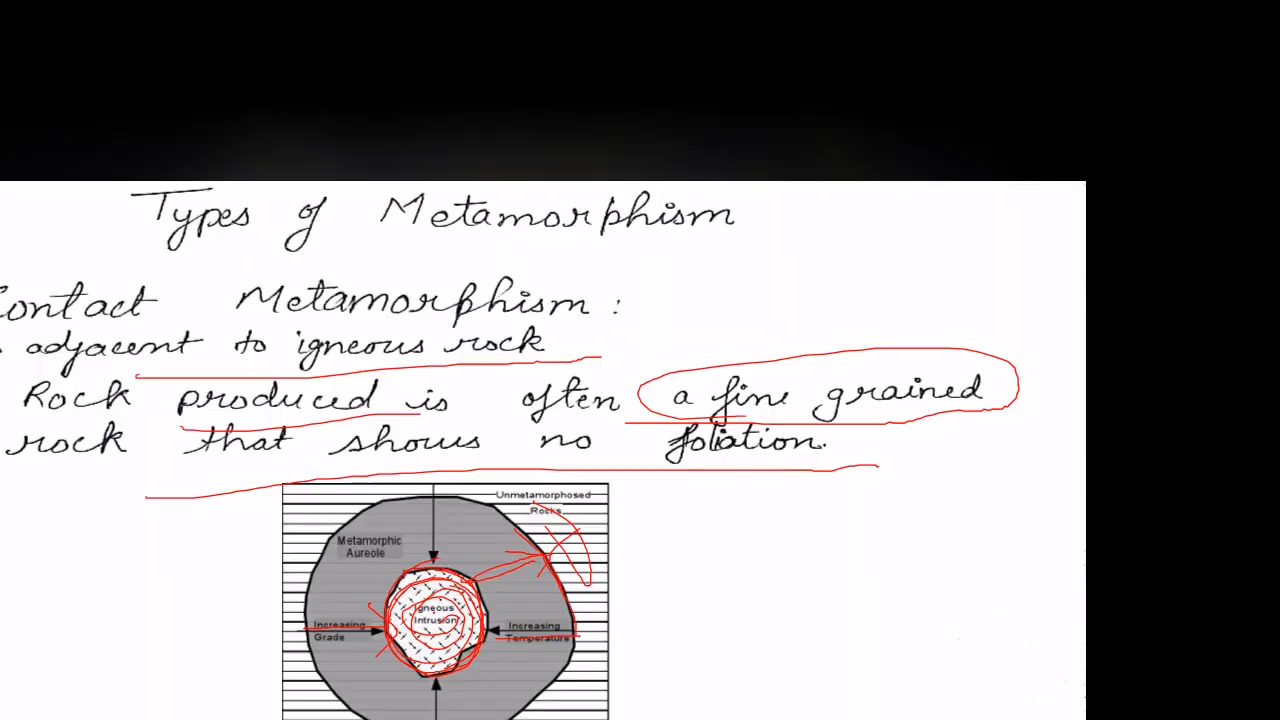 Types of Metamorphism
Contact Metamorphism:
adjacent to igneous rock
Rock produced is often a fine grained
rock that shows no foliation.
Unmetamorphosed
Rocks
Metamorphic
Aureole
Igneous
Intrusion
Increasing
Grade
Increasing
Temperature